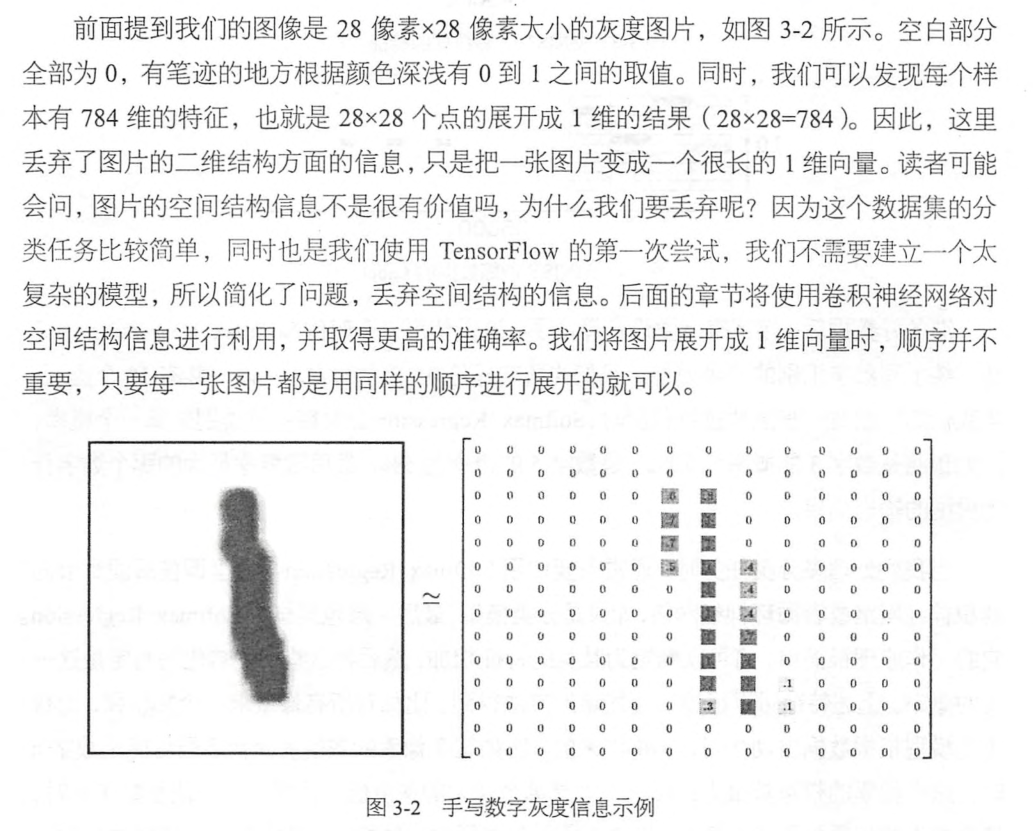 前面提到我们的图像是 28 像素×28 像素大小的灰度图片，如图 3-2 所示。空白部分
全部为 0，有笔迹的地方根据颜色深浅有 0 到 1 之间的取值。同时，我们可以发现每个样
本有 784 维的特征，也就是 28×28 个点的展开成 1 维的结果（28×28=784）。因此，这里
丢弃了图片的二维结构方面的信息，只是把一张图片变成一个很长的 1 维向量。读者可能
会问，图片的空间结构信息不是很有价值吗，为什么我们要丢弃呢？因为这个数据集的分
类任务比较简单，同时也是我们使用 TensorFlow 的第一次尝试，我们不需要建立一个太
复杂的模型，所以简化了问题，丢弃空间结构的信息。后面的章节将使用卷积神经网络对
空间结构信息进行利用，并取得更高的准确率。我们将图片展开成 1 维向量时，顺序并不
重要，只要每一张图片都是用同样的顺序进行展开的就可以。
≃
0 0 0 0 0 0 0 0 0 0 0 0 0 0
0 0 0 0 0 0 0 0 0 0 0 0 0 0
0 0 0 0 0 0 .6 0 0 0 0 0 0
0 0 0 0 0 0 .7 0 0 0 0 0 0
0 0 0 0 0 0 .7 0 0 0 0 0 0
0 0 0 0 0 0 .4 0 0 0 0 0
0 0 0 0 0 0 0 .4 0 0 0 0 0
0 0 0 0 0 0 0 .4 0 0 0 0 0
0 0 0 0 0 0 0 .7 0 0 0 0 0
0 0 0 0 0 0 0 0 0 0 0 0
0 0 0 0 0 0 0 .1 0 0 0 0
0 0 0 0 0 0 0 .3 .1 0 0 0 0
0 0 0 0 0 0 0 0 0 0 0 0 0 0
0 0 0 0 0 0 0 0 0 0 0 0 0 0
图 3-2 手写数字灰度信息示例